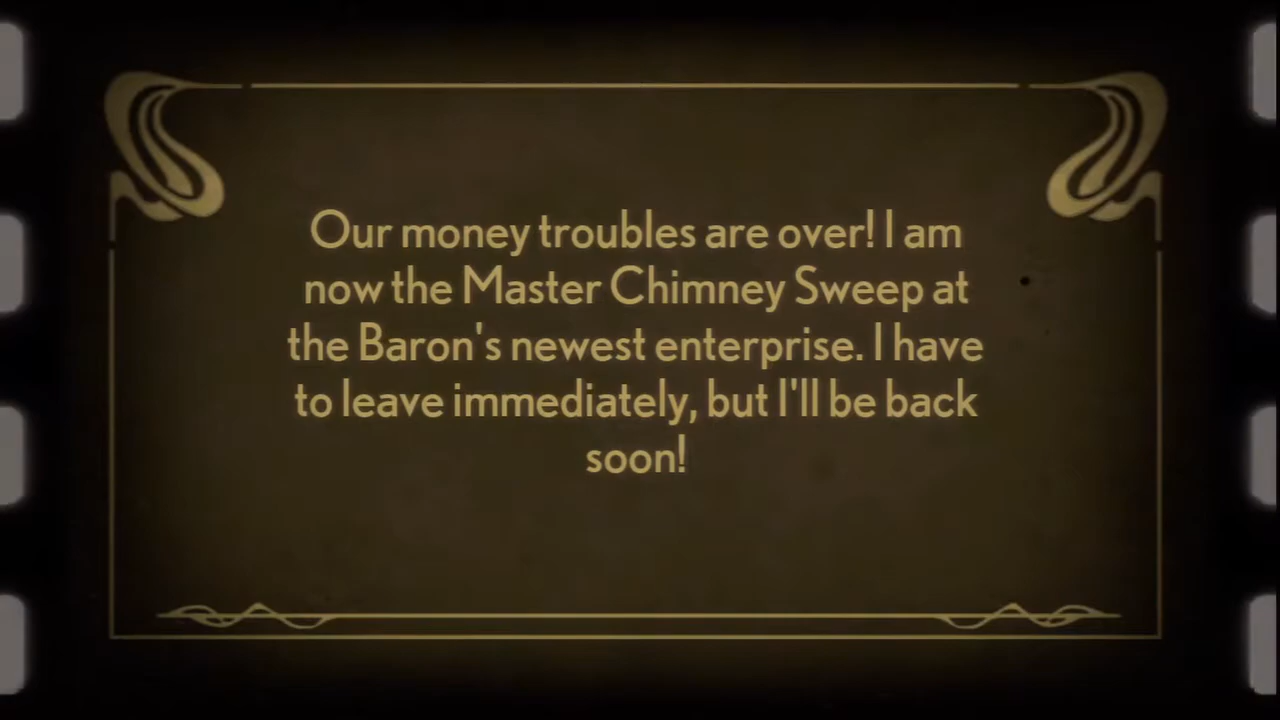 Our money troubles are over! I am
now the Master Chimney Sweep at
the Baron's newest enterprise. I have
to leave immediately, but I'll be back
soon!